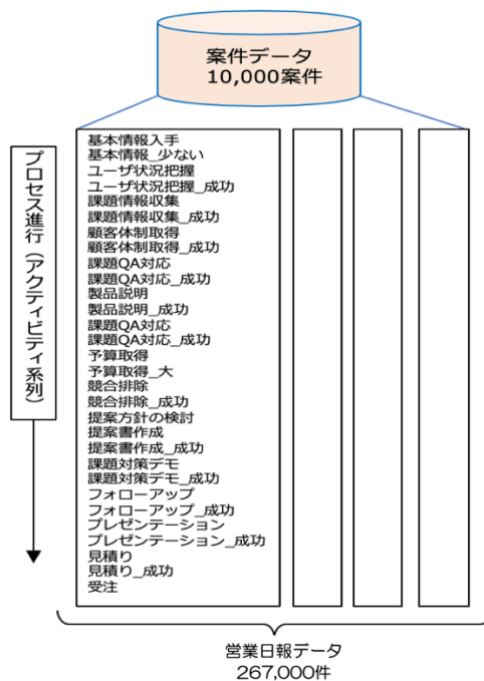 案件データ
10,000案件
プロセス進行（アクティビティ系列）
基本情報入手
基本情報_少ない
ユーザ状況把握
ユーザ状況把握_成功
課題情報収集
課題情報収集_成功
顧客体制取得
顧客体制取得_成功
課題QA対応
課題QA対応_成功
製品説明
製品説明_成功
課題QA対応
課題QA対応_成功
予算取得
予算取得_大
競合排除
競合排除_成功
提案方針の検討
提案書作成
提案書作成_成功
課題対策デモ
課題対策デモ_成功
フォローアップ
フォローアップ_成功
プレゼンテーション
プレゼンテーション_成功
見積り
見積り_成功
受注
営業日報データ
267,000件